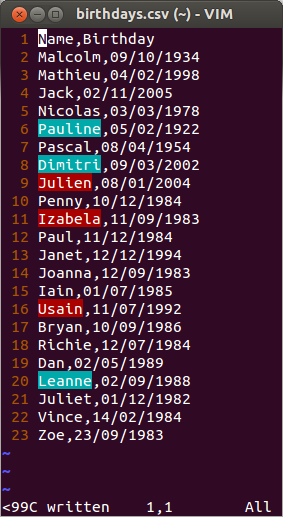 birthdays.csv (~) - VIM
1 Name,Birthday
2 Malcolm,09/10/1934
3 Mathieu,04/02/1998
4 Jack,02/11/2005
5 Nicolas,03/03/1978
6 Pauline,05/02/1922
7 Pascal,08/04/1954
8 Dimitri,09/03/2002
9 Julien,08/01/2004
10 Penny,10/12/1984
11 Izabela,11/09/1983
12 Paul,11/12/1984
13 Janet,12/12/1994
14 Joanna,12/09/1983
15 Iain,01/07/1985
16 Usain,11/07/1992
17 Bryan,10/09/1986
18 Richie,12/07/1984
19 Dan,02/05/1989
20 Leanne,02/09/1988
21 Juliet,01/12/1982
22 Vince,14/02/1984
23 Zoe,23/09/1983
~
~
~
<99C written 1,1 All